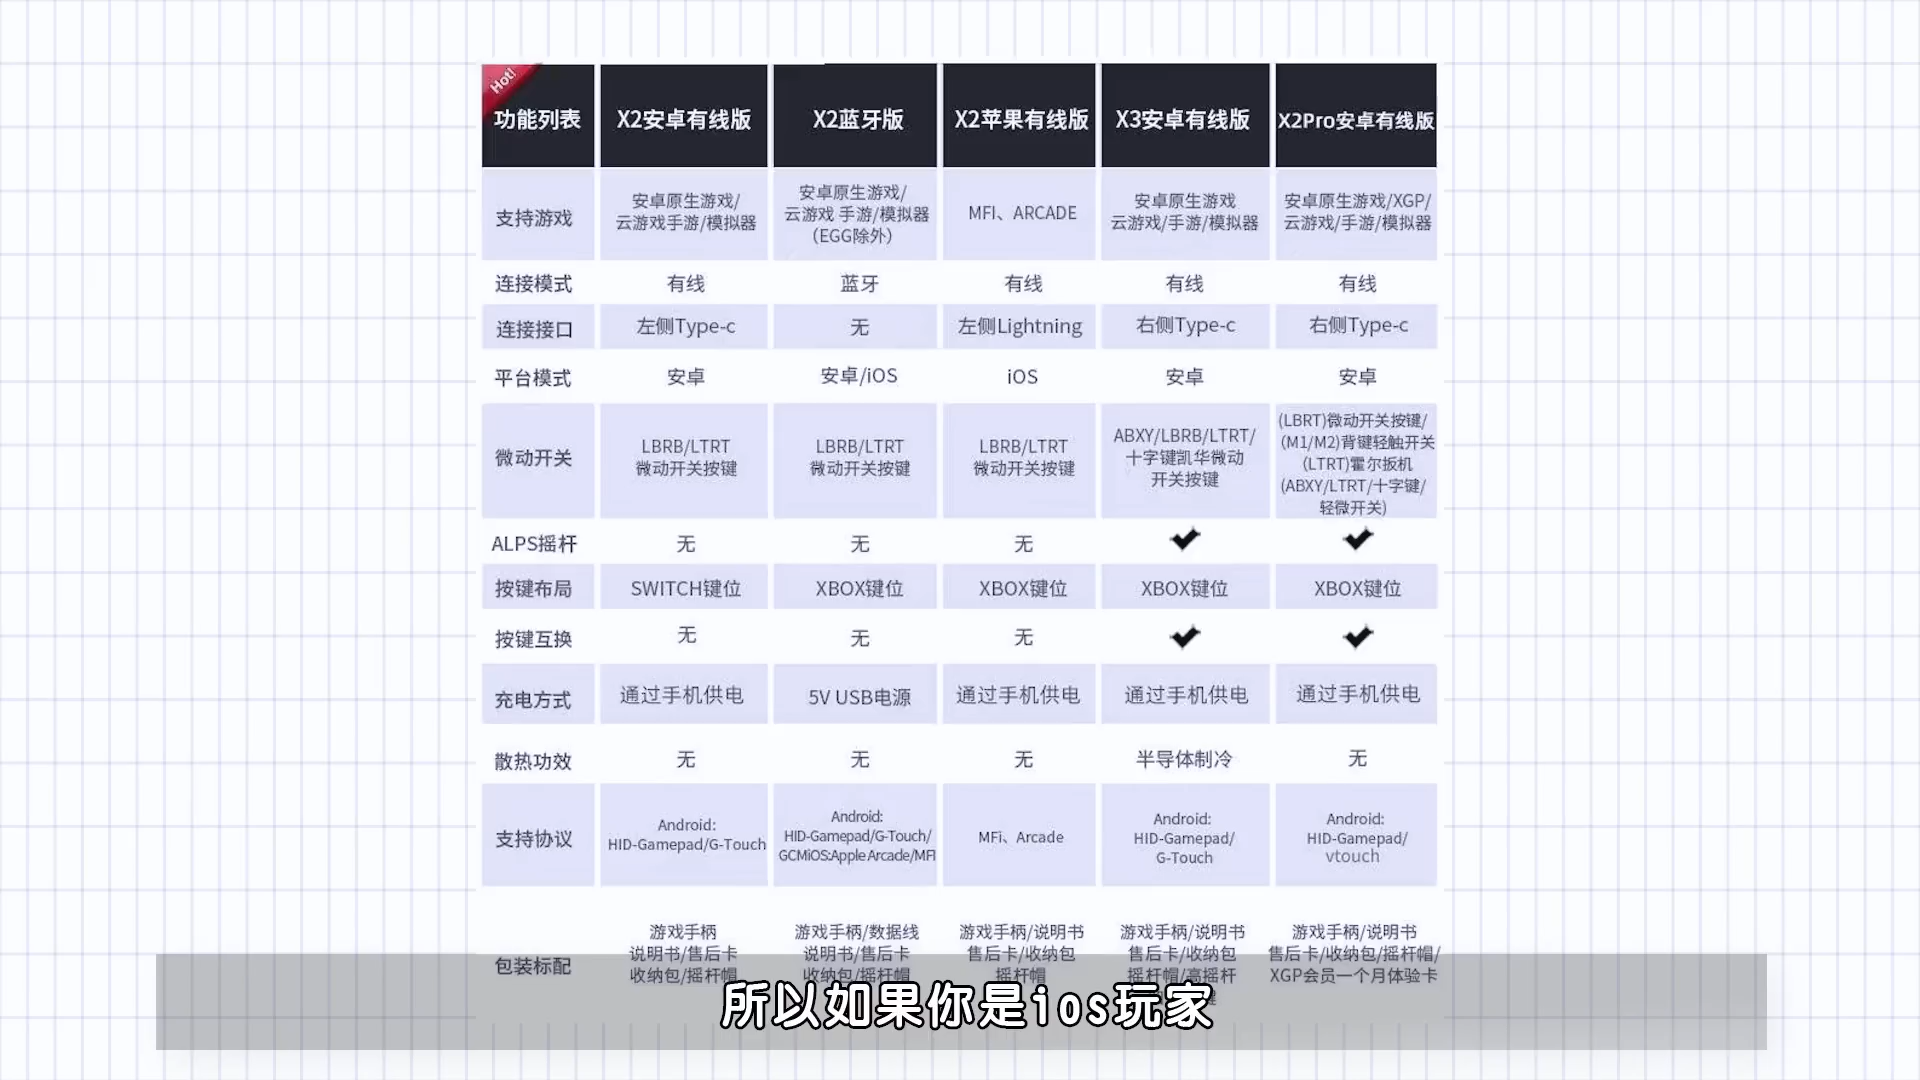 Hot!
功能列表 X2安卓有线版 X2蓝牙版 X2苹果有线版 X3安卓有线版 X2Pro安卓有线版
支持游戏
安卓原生游戏/
云游戏手游/模拟器
安卓原生游戏/
云游戏 手游/模拟器
(EGG除外)
MFI、ARCADE
安卓原生游戏
云游戏/手游/模拟器
安卓原生游戏/XGP/
云游戏/手游/模拟器
连接模式 有线 蓝牙 有线 有线 有线
连接接口 左侧Type-c 无 左侧Lightning 右侧Type-c 右侧Type-c
平台模式 安卓 安卓/iOS iOS 安卓 安卓
微动开关
LBRB/LTRT
微动开关按键
LBRB/LTRT
微动开关按键
LBRB/LTRT
微动开关按键
ABXY/LBRB/LTRT/
十字键凯华微动
开关按键
(LBRT)微动开关按键/
(M1/M2)背键轻触开关
(LTRT)霍尔扳机
(ABXY/LTRT/十字键/
轻微开关)
ALPS摇杆 无 无 无
按键布局 SWITCH键位 XBOX键位 XBOX键位 XBOX键位 XBOX键位
按键互换 无 无 无
充电方式 通过手机供电 5V USB电源 通过手机供电 通过手机供电 通过手机供电
散热功效 无 无 无 半导体制冷 无
支持协议
Android:
HID-Gamepad/G-Touch
Android:
HID-Gamepad/G-Touch/
GCMiOS:Apple Arcade/MFI
MFi、Arcade
Android:
HID-Gamepad/
G-Touch
Android:
HID-Gamepad/
vtouch
包装标配
游戏手柄
说明书/售后卡
收纳包/摇杆帽
游戏手柄/数据线
说明书/售后卡
收纳包/摇杆帽
游戏手柄/说明书
售后卡/收纳包
摇杆帽
游戏手柄/说明书
售后卡/收纳包
摇杆帽/高摇杆
键
游戏手柄/说明书
售后卡/收纳包/摇杆帽/
XGP会员一个月体验卡
所以如果你是ios玩家